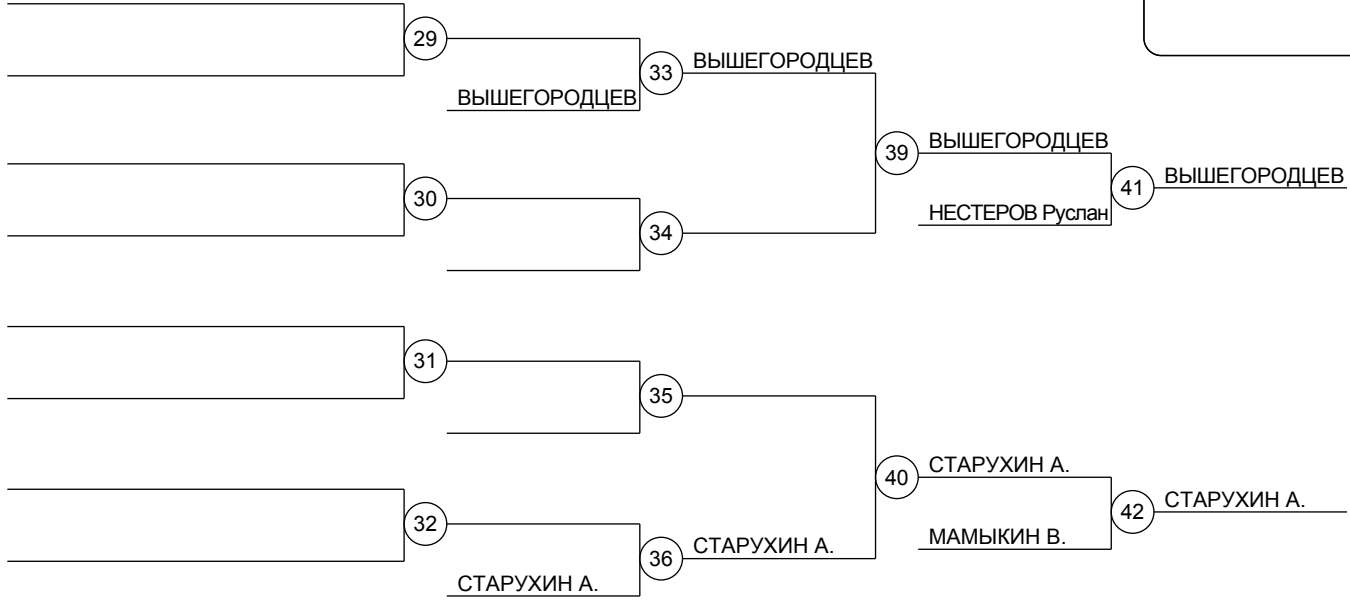 29
33
ВЫШЕГОРОДЦЕВ
ВЫШЕГОРОДЦЕВ
39
ВЫШЕГОРОДЦЕВ
41
ВЫШЕГОРОДЦЕВ
30
НЕСТЕРОВ Руслан
34
31
35
40
СТАРУХИН А.
42
СТАРУХИН А.
32
МАМЫКИН В.
36
СТАРУХИН А.
СТАРУХИН А.